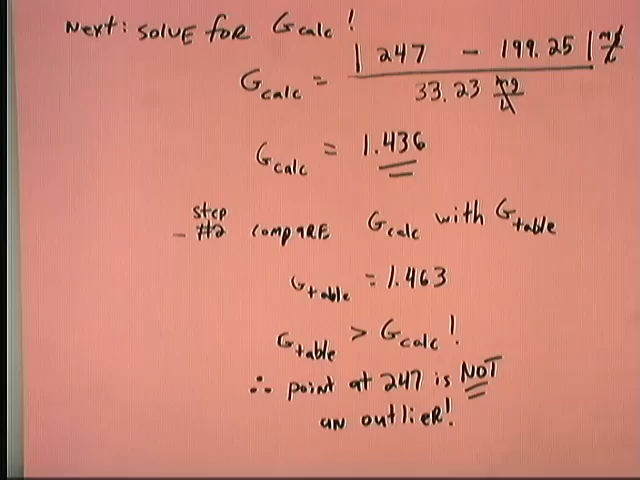 Next: solve for Gcalc!
Gcalc = | 247 - 199.25 | mg/L
33.23 mg/L
Gcalc = 1.436
- step #2 compare Gcalc with Gtable
Gtable = 1.463
Gtable > Gcalc!
∴ point at 247 is NOT
an outlier!